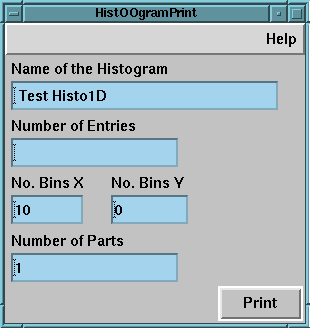 HistOOgramPrint
Help
Name of the Histogram
Test Histo1D
Number of Entries
No. Bins X No. Bins Y
10 0
Number of Parts
1
Print